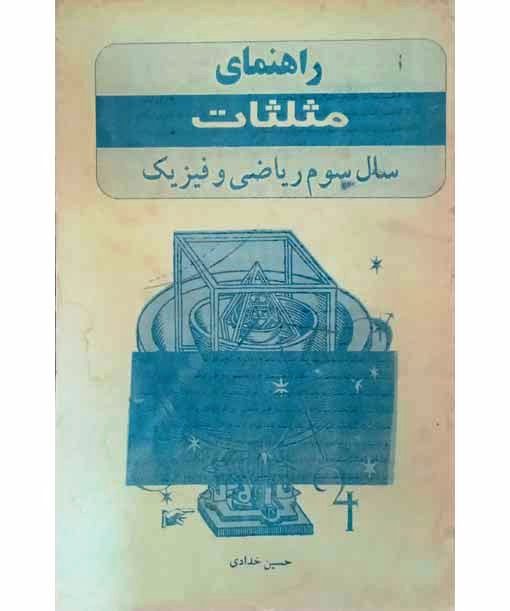 راهنمای
مثلثات
سال سوم ریاضی و فیزیک
حسین خدادی